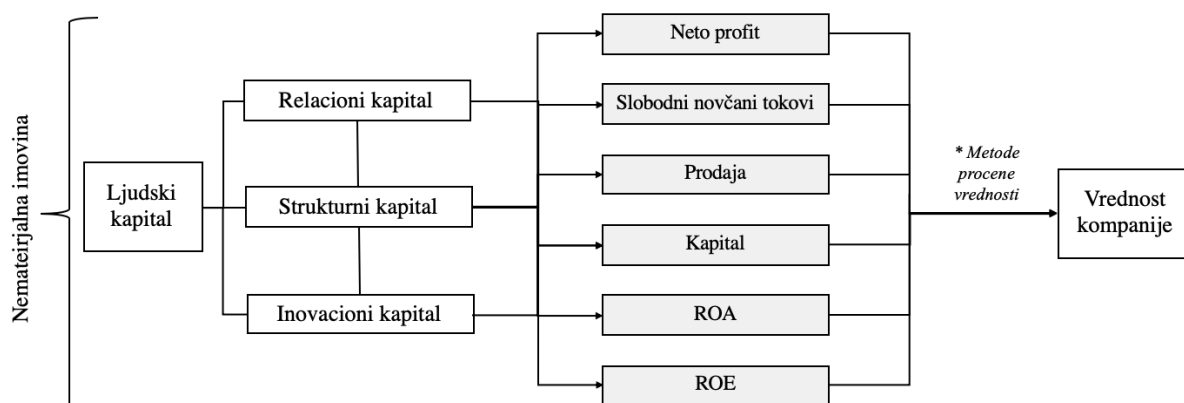 Nemateirjalna imovina
Ljudski
kapital
Relacioni kapital
Strukturni kapital
Inovacioni kapital
Neto profit
Slobodni novčani tokovi
Prodaja
Kapital
ROA
ROE
* Metode
procene
vrednosti
Vrednost
kompanije